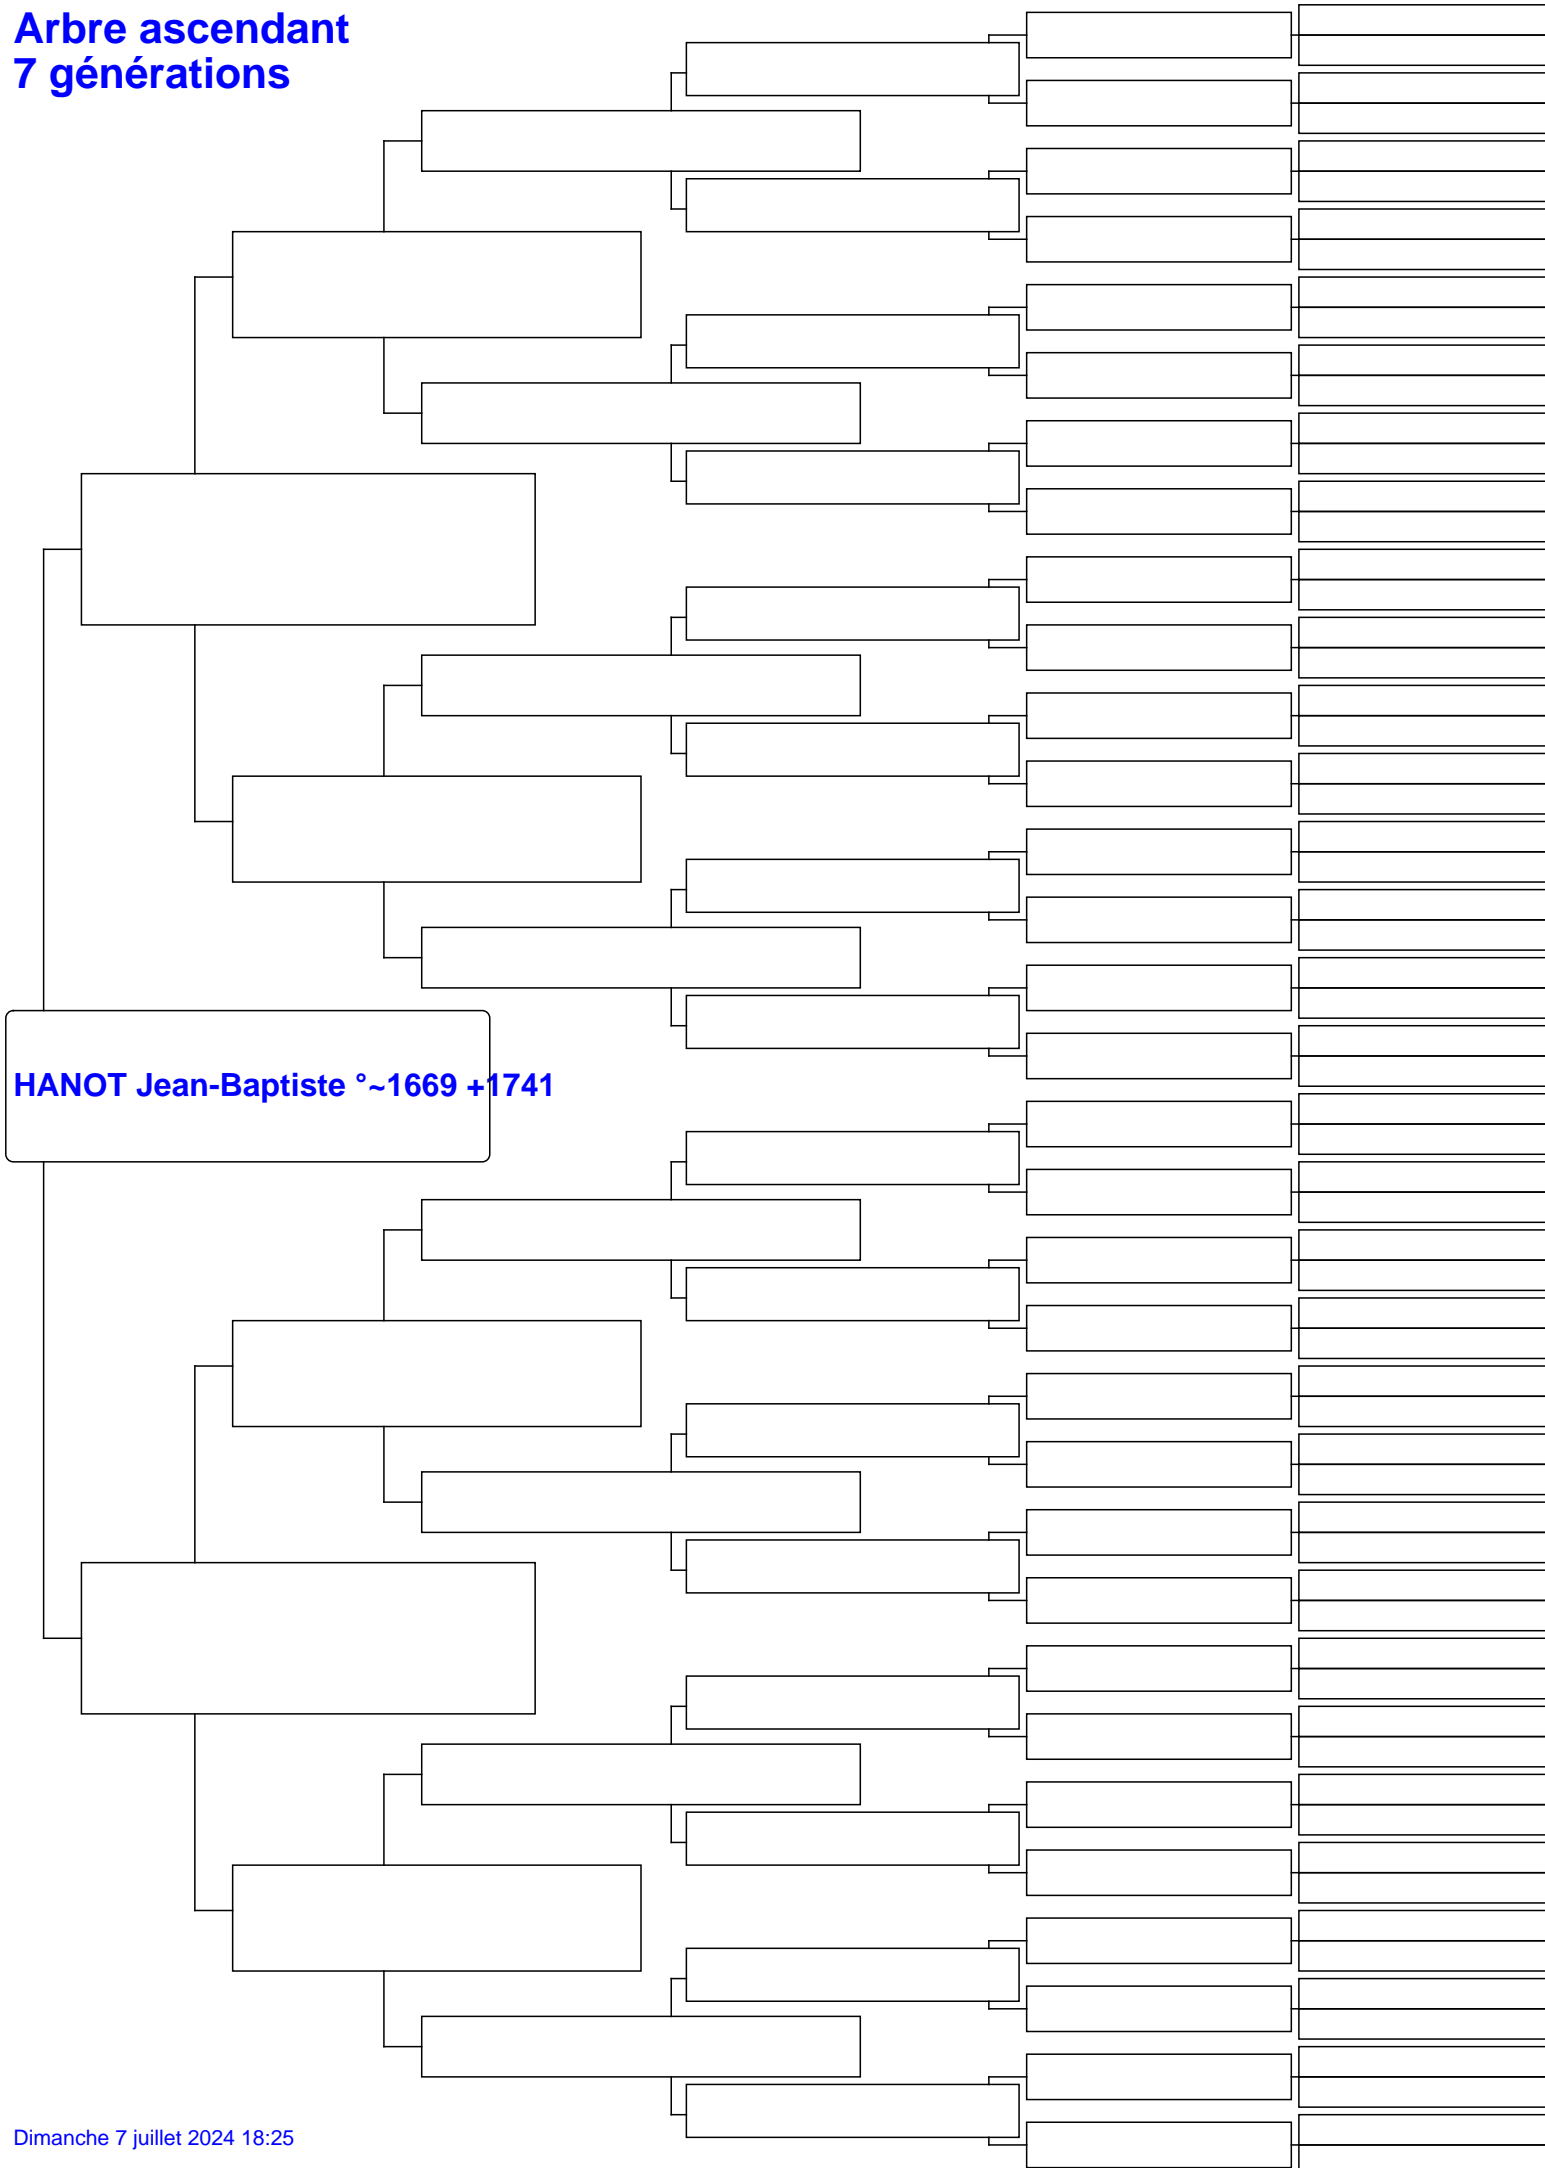 Arbre ascendant
7 générations
HANOT Jean-Baptiste °~1669 +1741
Dimanche 7 juillet 2024 18:25